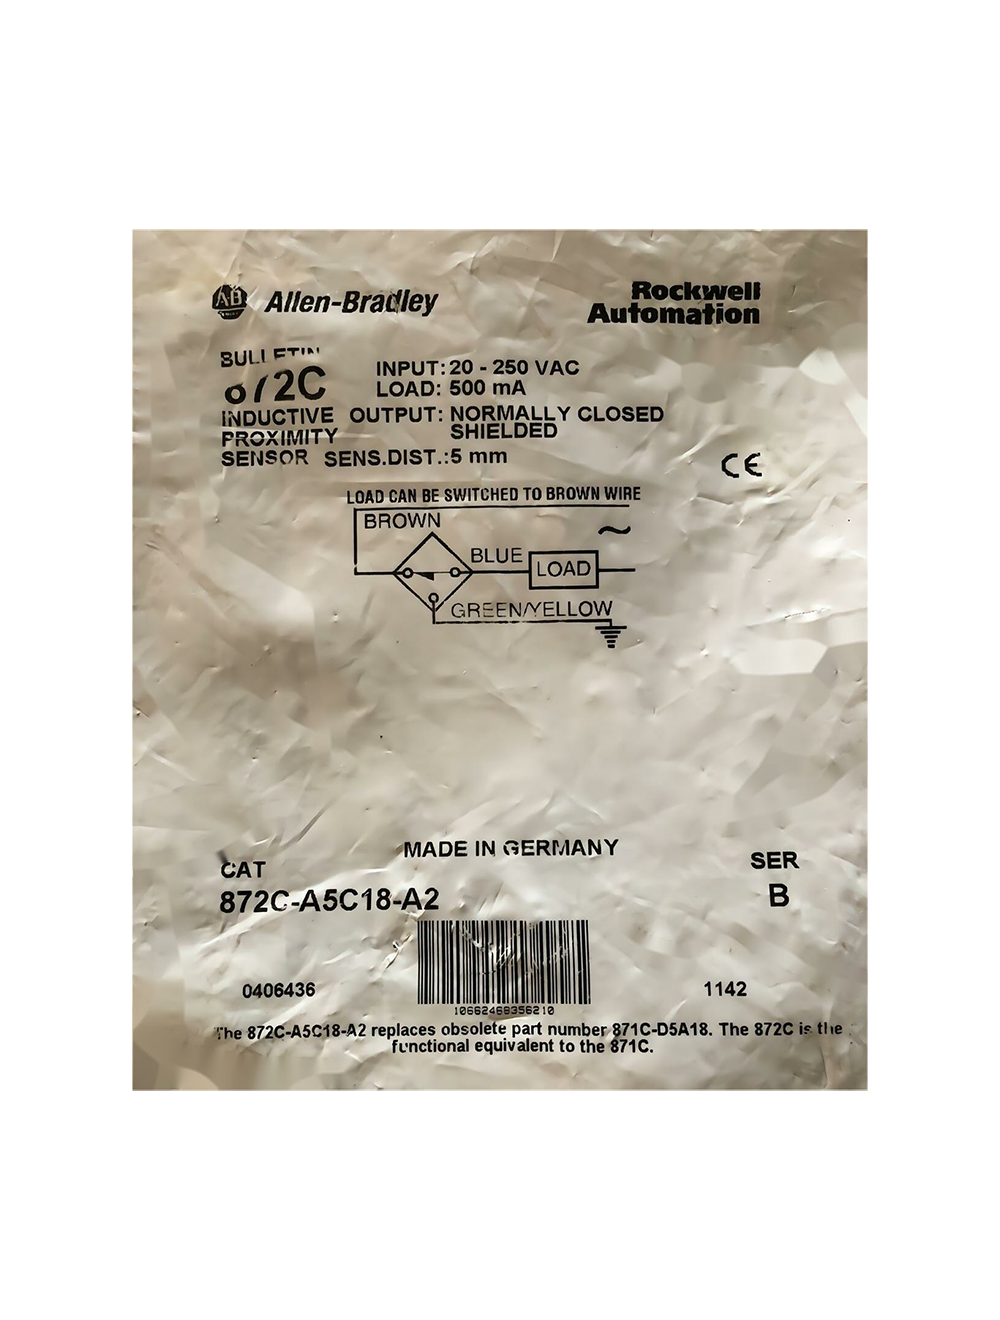 Allen-Bradley
Rockwell
Automation
BULLETIN
872C
INDUCTIVE
PROXIMITY
SENSOR
INPUT: 20 - 250 VAC
LOAD: 500 mA
OUTPUT: NORMALLY CLOSED
SHIELDED
SENS.DIST.:5 mm
CE
LOAD CAN BE SWITCHED TO BROWN WIRE
BROWN
~
BLUE
LOAD
GREEN/YELLOW
MADE IN GERMANY
CAT
872C-A5C18-A2
SER
B
0406436
10662468356210
1142
The 872C-A5C18-A2 replaces obsolete part number 871C-D5A18. The 872C is the
functional equivalent to the 871C.